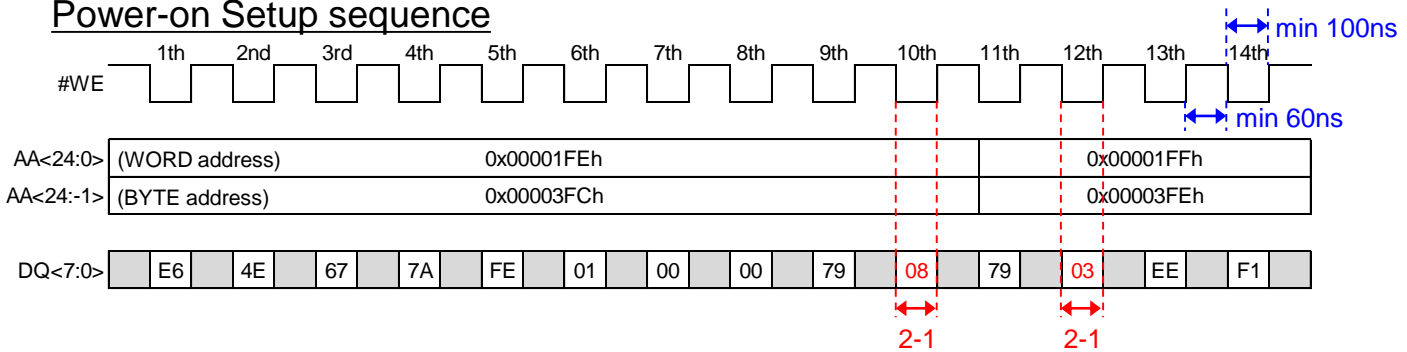 Power-on Setup sequence
min 100ns
1th 2nd 3rd 4th 5th 6th 7th 8th 9th 10th 11th 12th 13th 14th
#WE
min 60ns
AA<24:0> (WORD address) 0x00001FEh 0x00001FFh
AA<24:-1> (BYTE address) 0x00003FCh 0x00003FEh
DQ<7:0> E6 4E 67 7A FE 01 00 00 79 08 79 03 EE F1
2-1 2-1